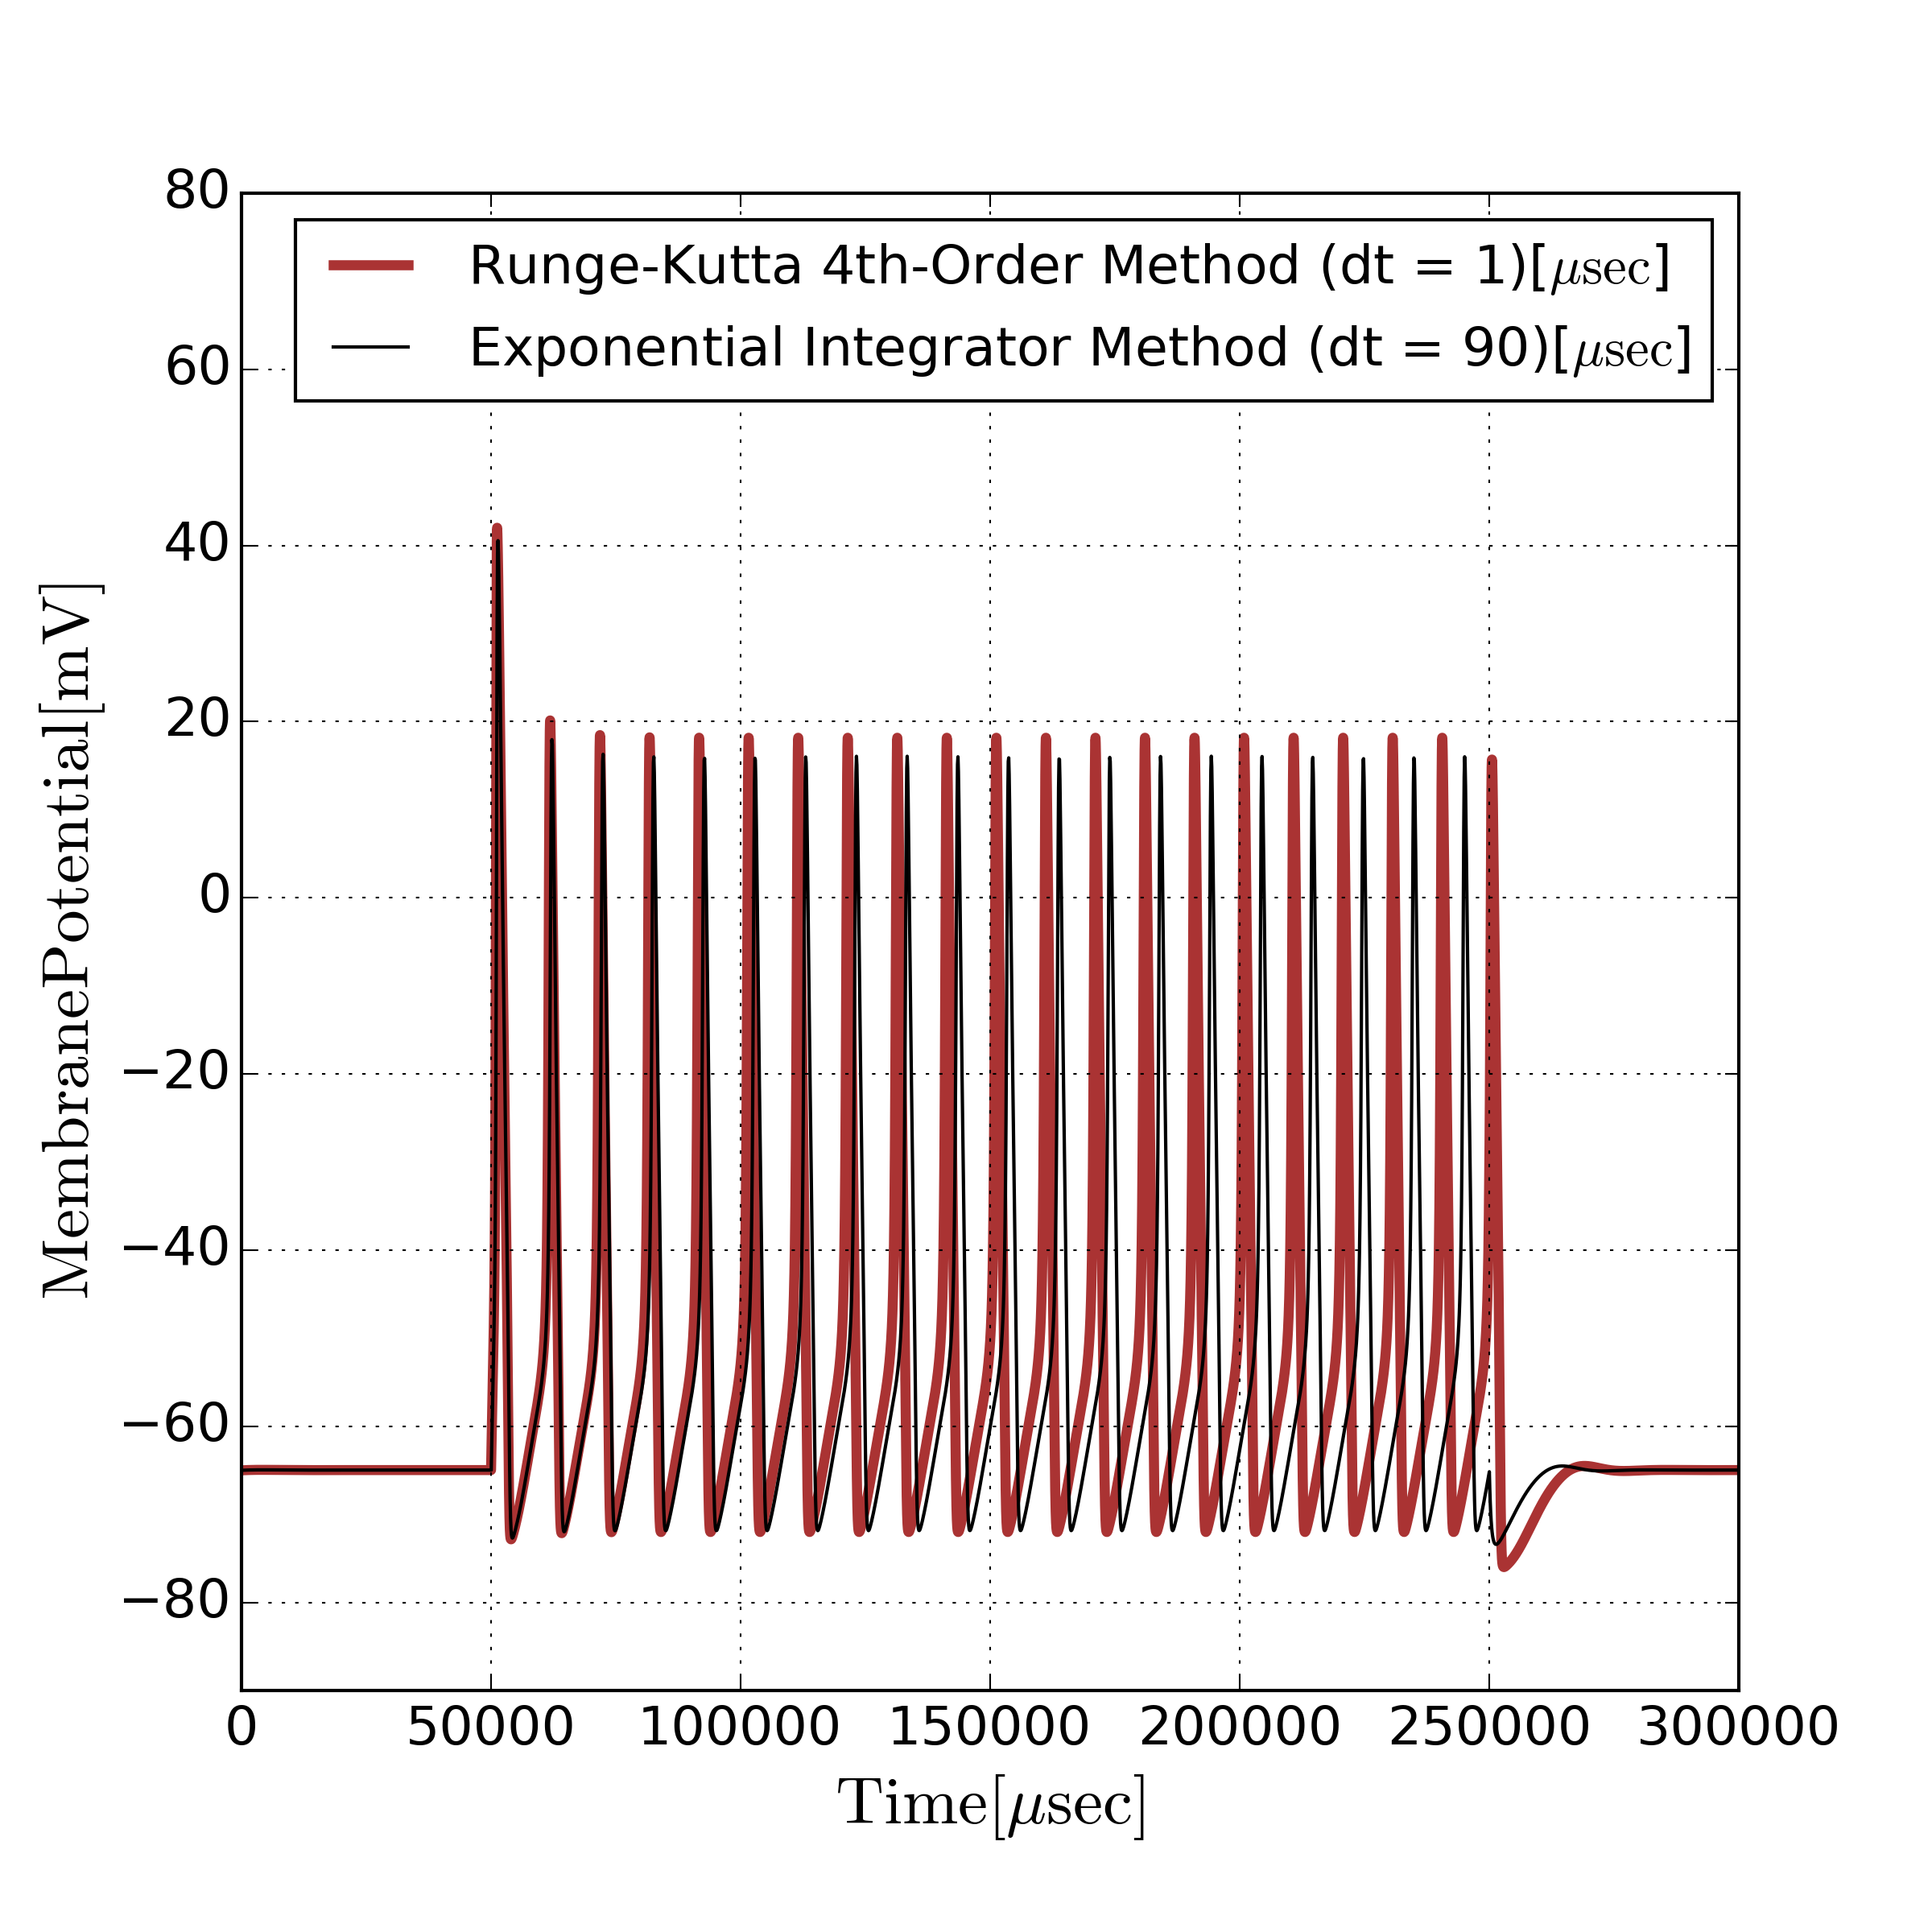 80
Runge-Kutta 4th-Order Method (dt = 1)[μsec]
Exponential Integrator Method (dt = 90)[μsec]
60
40
20
0
−20
−40
−60
−80
MembranePotential[mV]
0 50000 100000 150000 200000 250000 300000
Time[μsec]